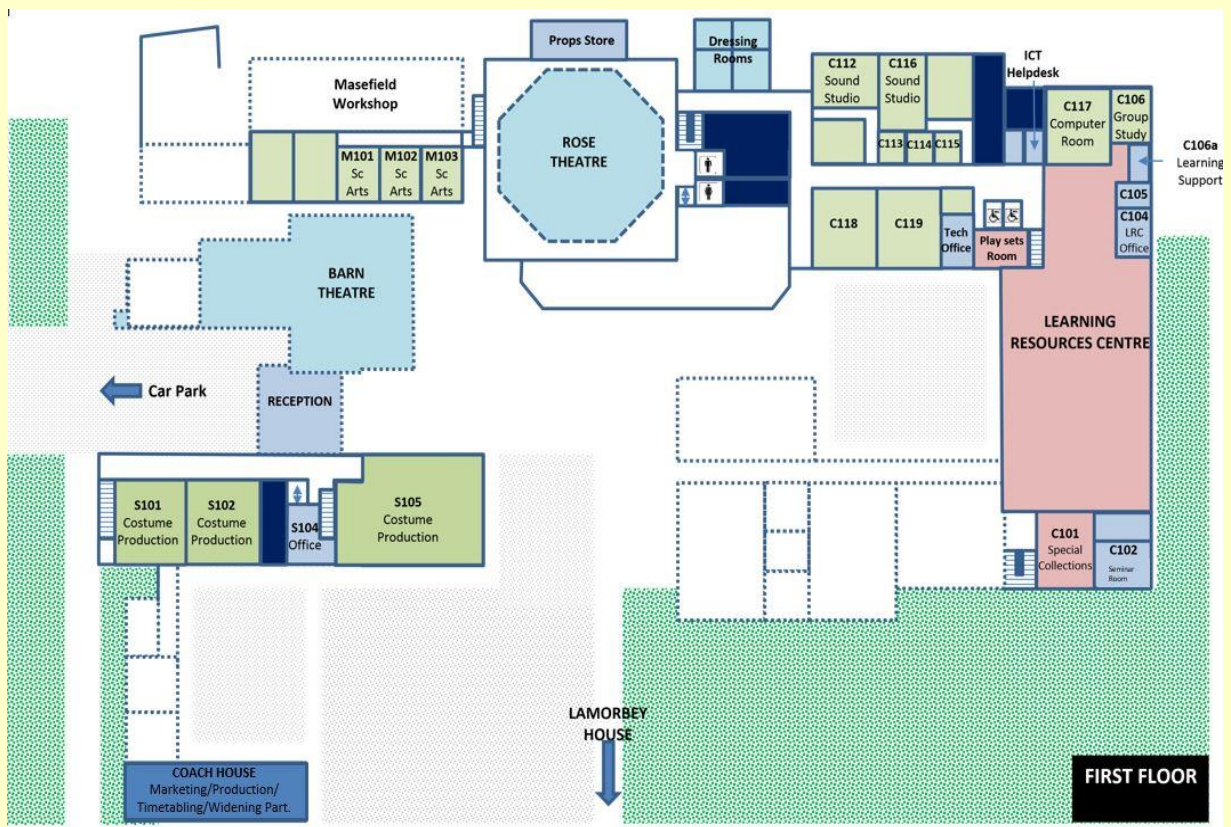 Props Store
Dressing
Rooms
Masefield
Workshop
ROSE
THEATRE
M101
Sc
Arts
M102
Sc
Arts
M103
Sc
Arts
C112
Sound
Studio
C116
Sound
Studio
ICT
Helpdesk
C117
Computer
Room
C106
Group
Study
C106a
Learning
Support
C113
C114
C115
C105
C104
LRC
Office
C118
C119
Tech
Office
Play sets
Room
BARN
THEATRE
LEARNING
RESOURCES CENTRE
Car Park
RECEPTION
S101
Costume
Production
S102
Costume
Production
S104
Office
S105
Costume
Production
C101
Special
Collections
C102
Seminar
Room
LAMORBEY
HOUSE
COACH HOUSE
Marketing/Production/
Timetabling/Widening Part.
FIRST FLOOR